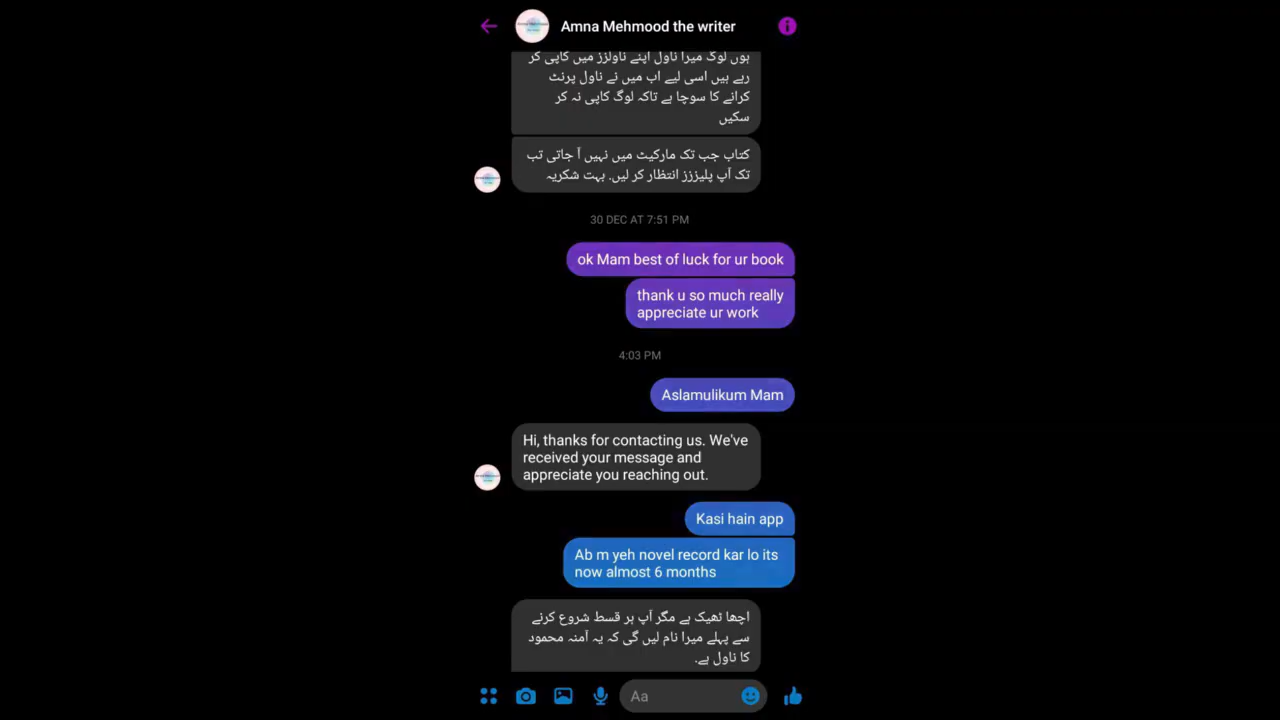 Amna Mehmood the writer
ہوں لوگ میرا ناول اپنے ناولزز میں کاپی کر
رہے ہیں اسی لیے اب میں نے ناول پرنٹ
کرانے کا سوچا ہے تاکہ لوگ کاپی نہ کر
سکیں
کتاب جب تک مارکیٹ میں نہیں آ جاتی تب
تک آپ پلیززز انتظار کر لیں. بہت شکریہ
30 DEC AT 7:51 PM
ok Mam best of luck for ur book
thank u so much really
appreciate ur work
4:03 PM
Aslamulikum Mam
Hi, thanks for contacting us. We've
received your message and
appreciate you reaching out.
Kasi hain app
Ab m yeh novel record kar lo its
now almost 6 months
اچھا ٹھیک ہے مگر آپ ہر قسط شروع کرنے
سے پہلے میرا نام لیں گی کہ یہ آمنہ محمود
کا ناول ہے.
Aa